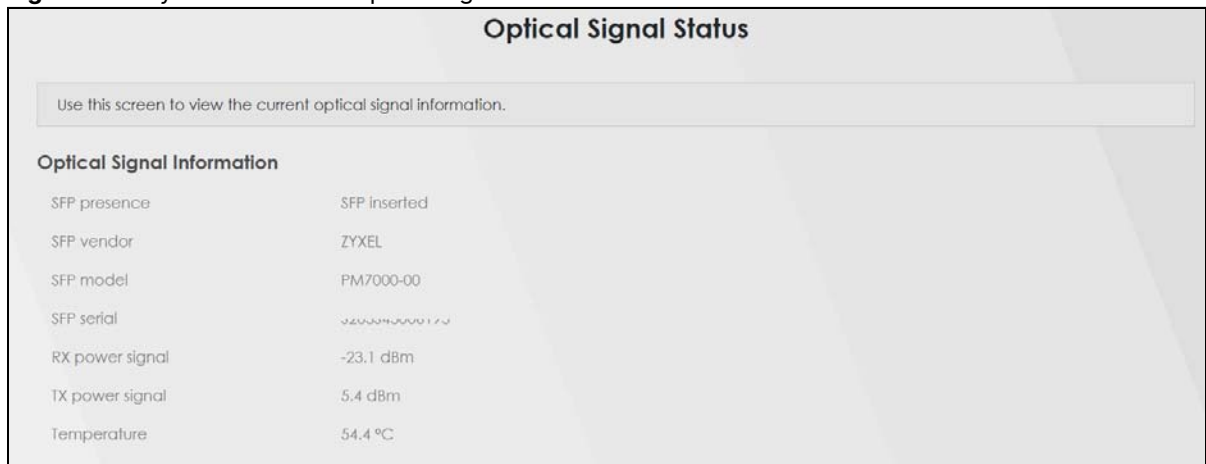 Optical Signal Status
Use this screen to view the current optical signal information.
Optical Signal Information
SFP presence SFP inserted
SFP vendor ZYXEL
SFP model PM7000-00
SFP serial
RX power signal -23.1 dBm
TX power signal 5.4 dBm
Temperature 54.4 ºC